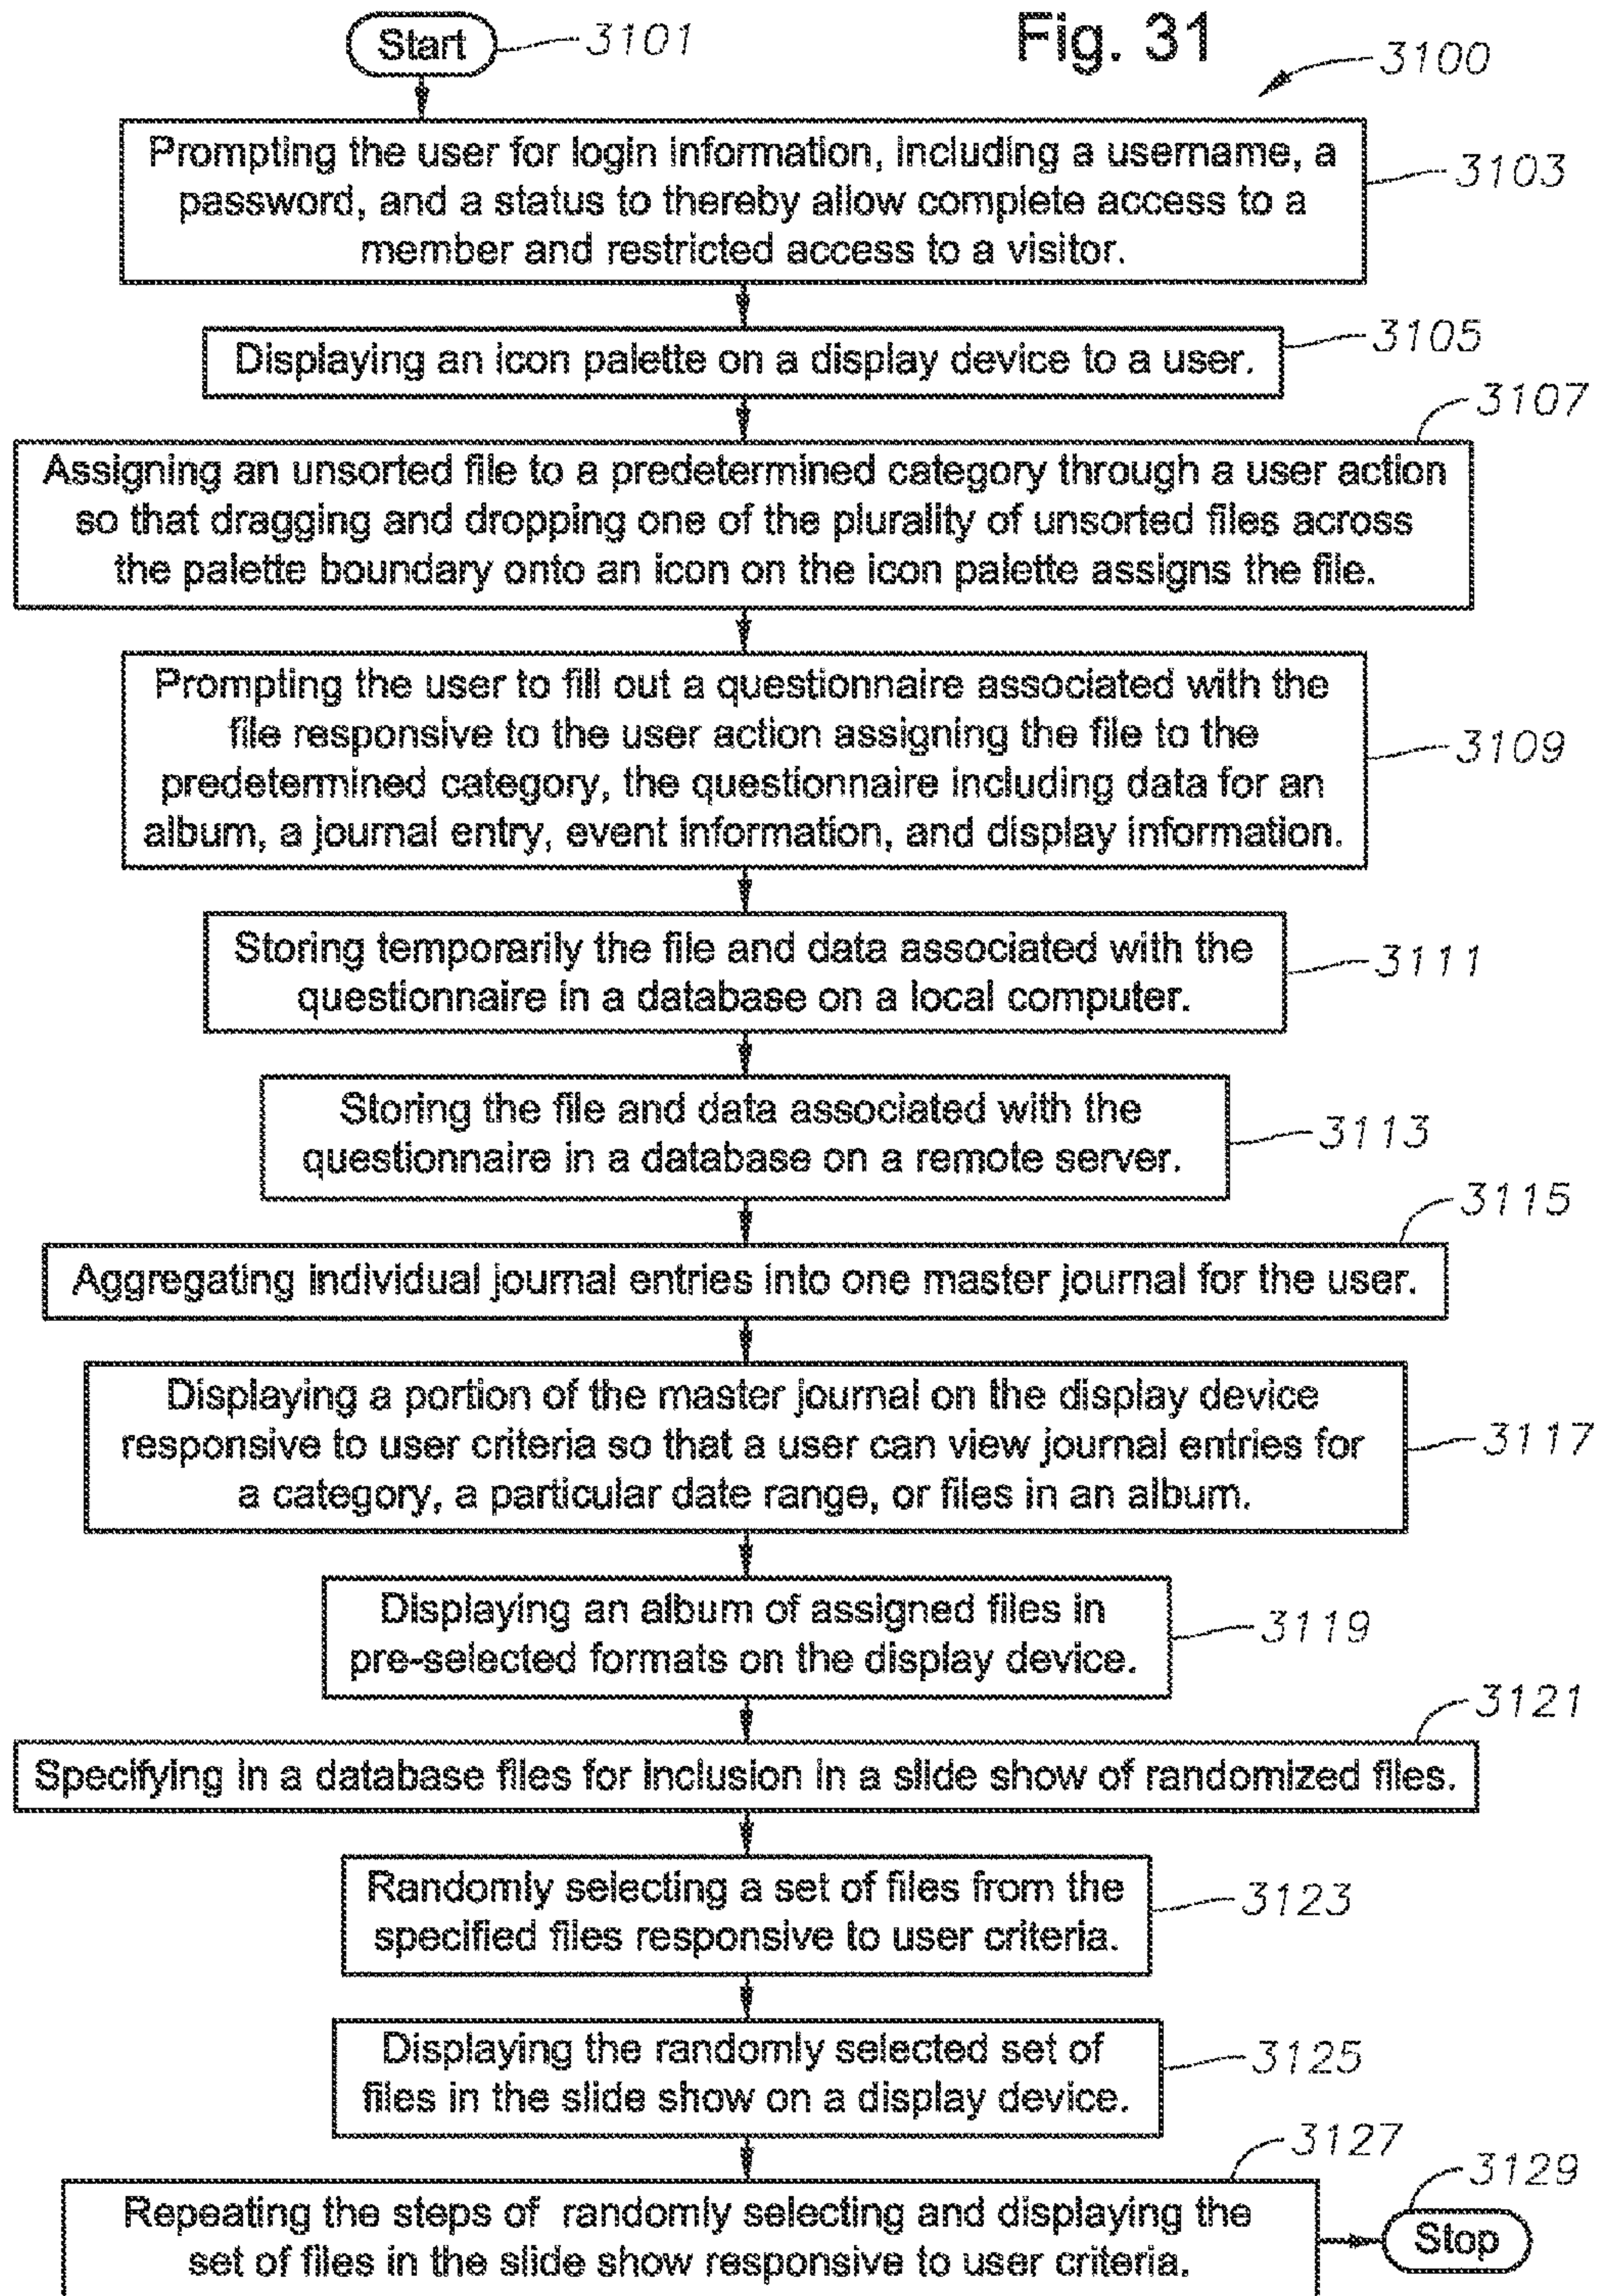 Start
3101
Fig. 31
3100
Prompting the user for login information, including a username, a
password, and a status to thereby allow complete access to a
member and restricted access to a visitor.
3103
Displaying an icon palette on a display device to a user.
3105
3107
Assigning an unsorted file to a predetermined category through a user action
so that dragging and dropping one of the plurality of unsorted files across
the palette boundary onto an icon on the icon palette assigns the file.
Prompting the user to fill out a questionnaire associated with the
file responsive to the user action assigning the file to the
predetermined category, the questionnaire including data for an
album, a journal entry, event information, and display information.
3109
Storing temporarily the file and data associated with the
questionnaire in a database on a local computer.
3111
Storing the file and data associated with the
questionnaire in a database on a remote server.
3113
3115
Aggregating individual journal entries into one master journal for the user.
Displaying a portion of the master journal on the display device
responsive to user criteria so that a user can view journal entries for
a category, a particular date range, or files in an album.
3117
Displaying an album of assigned files in
pre-selected formats on the display device.
3119
3121
Specifying in a database files for inclusion in a slide show of randomized files.
Randomly selecting a set of files from the
specified files responsive to user criteria.
3123
Displaying the randomly selected set of
files in the slide show on a display device.
3125
3127
Repeating the steps of randomly selecting and displaying the
set of files in the slide show responsive to user criteria.
3129
Stop